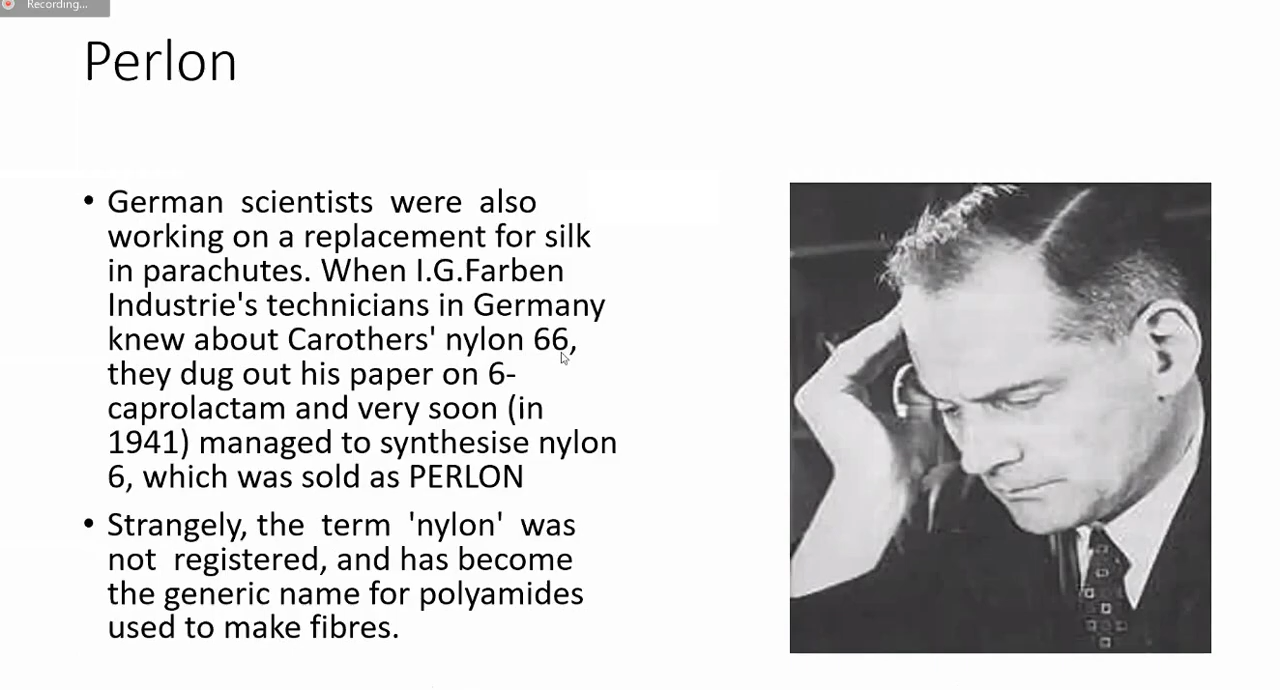 Recording...
Perlon
• German scientists were also
working on a replacement for silk
in parachutes. When I.G.Farben
Industrie's technicians in Germany
knew about Carothers' nylon 66,
they dug out his paper on 6-
caprolactam and very soon (in
1941) managed to synthesise nylon
6, which was sold as PERLON
• Strangely, the term 'nylon' was
not registered, and has become
the generic name for polyamides
used to make fibres.